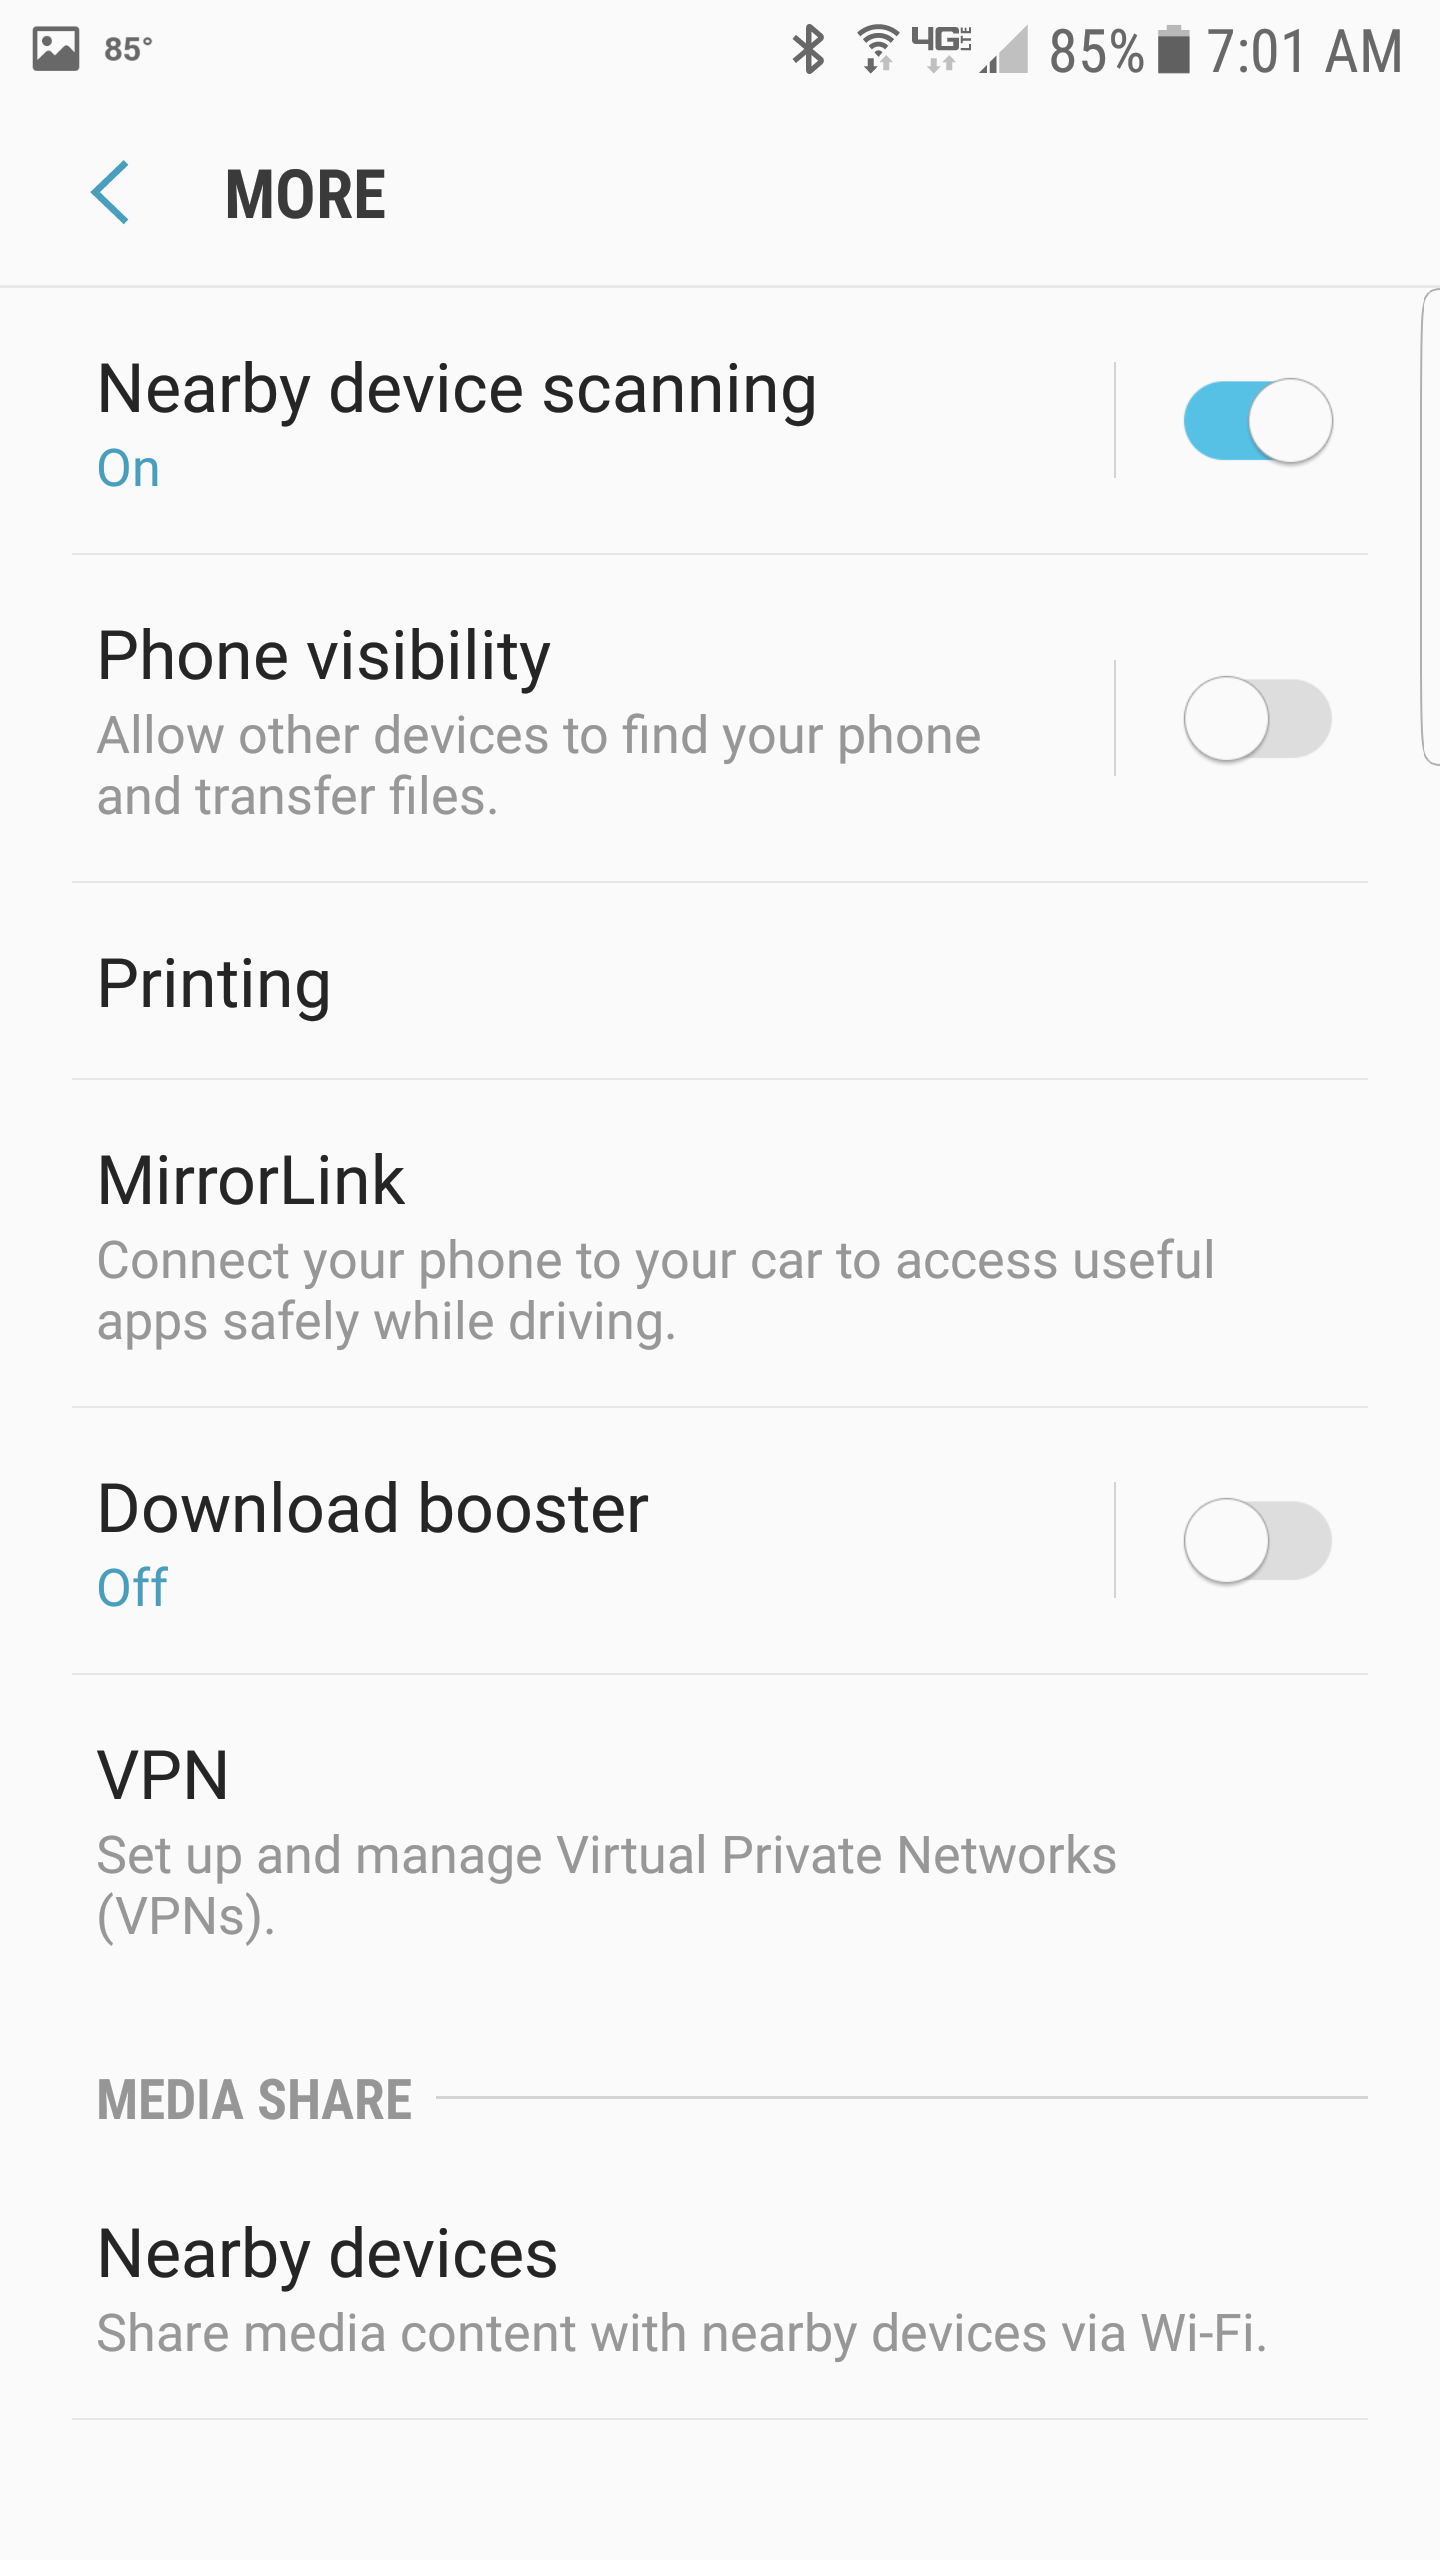 85° 4G LTE 85% 7:01 AM
MORE
Nearby device scanning
On
Phone visibility
Allow other devices to find your phone
and transfer files.
Printing
MirrorLink
Connect your phone to your car to access useful
apps safely while driving.
Download booster
Off
VPN
Set up and manage Virtual Private Networks
(VPNs).
MEDIA SHARE
Nearby devices
Share media content with nearby devices via Wi-Fi.